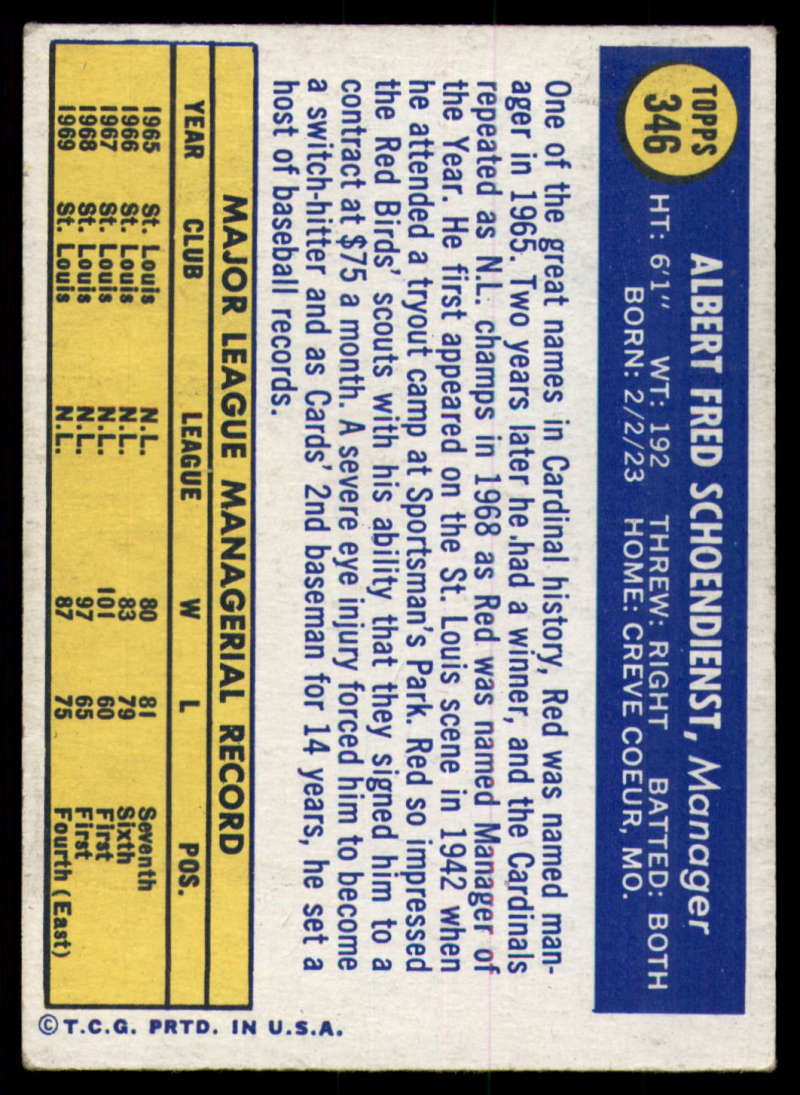 TOPPS
346
ALBERT FRED SCHOENDIENST, Manager
HT: 6'1" WT: 192 THREW: RIGHT BATTED: BOTH
BORN: 2/2/23 HOME: CREVE COEUR, MO.
One of the great names in Cardinal history, Red was named man-
ager in 1965. Two years later he had a winner, and the Cardinals
repeated as N.L. champs in 1968 as Red was named Manager of
the Year. He first appeared on the St. Louis scene in 1942 when
he attended a tryout camp at Sportsman's Park. Red so impressed
the Red Birds' scouts with his ability that they signed him to a
contract at $75 a month. A severe eye injury forced him to become
a switch-hitter and as Cards' 2nd baseman for 14 years, he set a
host of baseball records.
MAJOR LEAGUE MANAGERIAL RECORD
YEAR CLUB LEAGUE W L POS.
1965 St. Louis N.L. 80 81 Seventh
1966 St. Louis N.L. 83 79 Sixth
1967 St. Louis N.L. 101 60 First
1968 St. Louis N.L. 97 65 First
1969 St. Louis N.L. 87 75 Fourth (East)
© T.C.G. PRTD. IN U.S.A.